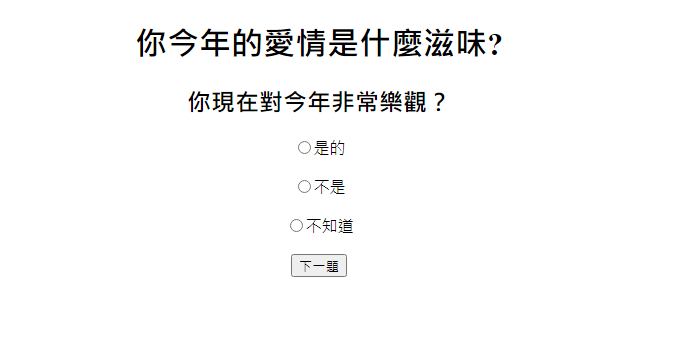 你今年的愛情是什麼滋味?
你現在對今年非常樂觀？
是的
不是
不知道
下一題